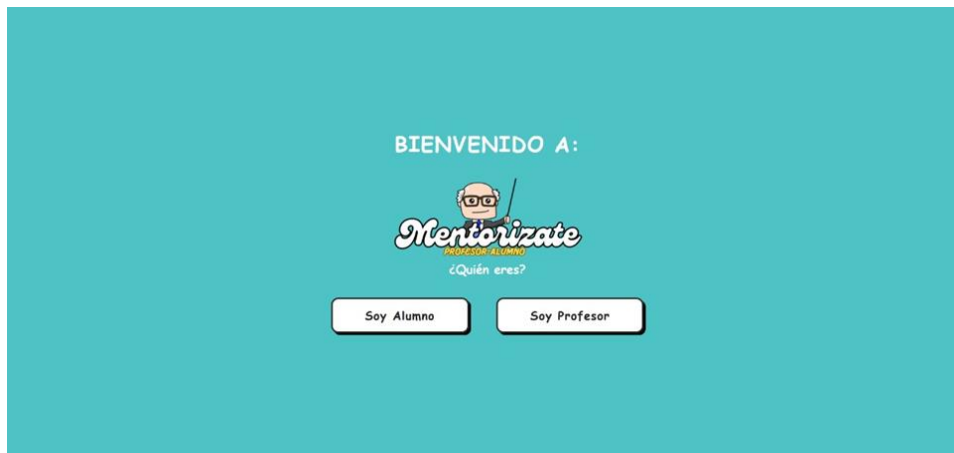 BIENVENIDO A:
Mentorizate
PROFESOR-ALUMNO
¿Quién eres?
Soy Alumno
Soy Profesor